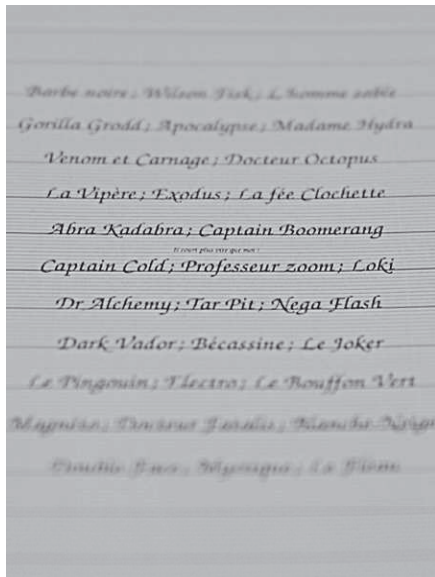 Barbe noire; Wilson Fisk; L'homme sable
Gorilla Grodd; Apocalypse; Madame Hydra
Venom et Carnage; Docteur Octopus
La Vipère; Exodus; La fée Clochette
Abra Kadabra; Captain Boomerang
Il court plus vite que moi !
Captain Cold; Professeur zoom; Loki
Dr Alchemy; Tar Pit; Nega Flash
Dark Vador; Bécassine; Le Joker
Le Pingouin; Electro; Le Bouffon Vert
Magnéto; Docteur